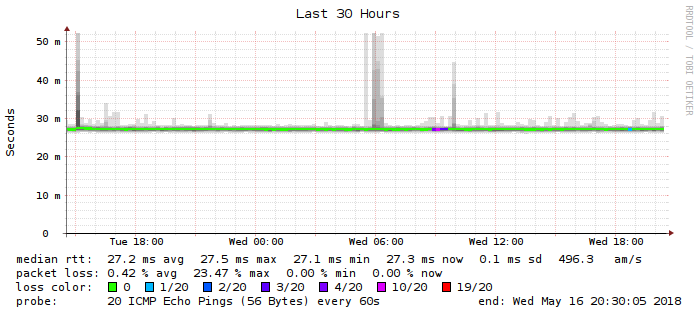 Last 30 Hours
RRDTOOL / TOBI OETIKER
Seconds
50 m
40 m
30 m
20 m
10 m
0
Tue 18:00 Wed 00:00 Wed 06:00 Wed 12:00 Wed 18:00
median rtt: 27.2 ms avg 27.5 ms max 27.1 ms min 27.3 ms now 0.1 ms sd 496.3 am/s
packet loss: 0.42 % avg 23.47 % max 0.00 % min 0.00 % now
loss color: 0 1/20 2/20 3/20 4/20 10/20 19/20
probe: 20 ICMP Echo Pings (56 Bytes) every 60s end: Wed May 16 20:30:05 2018